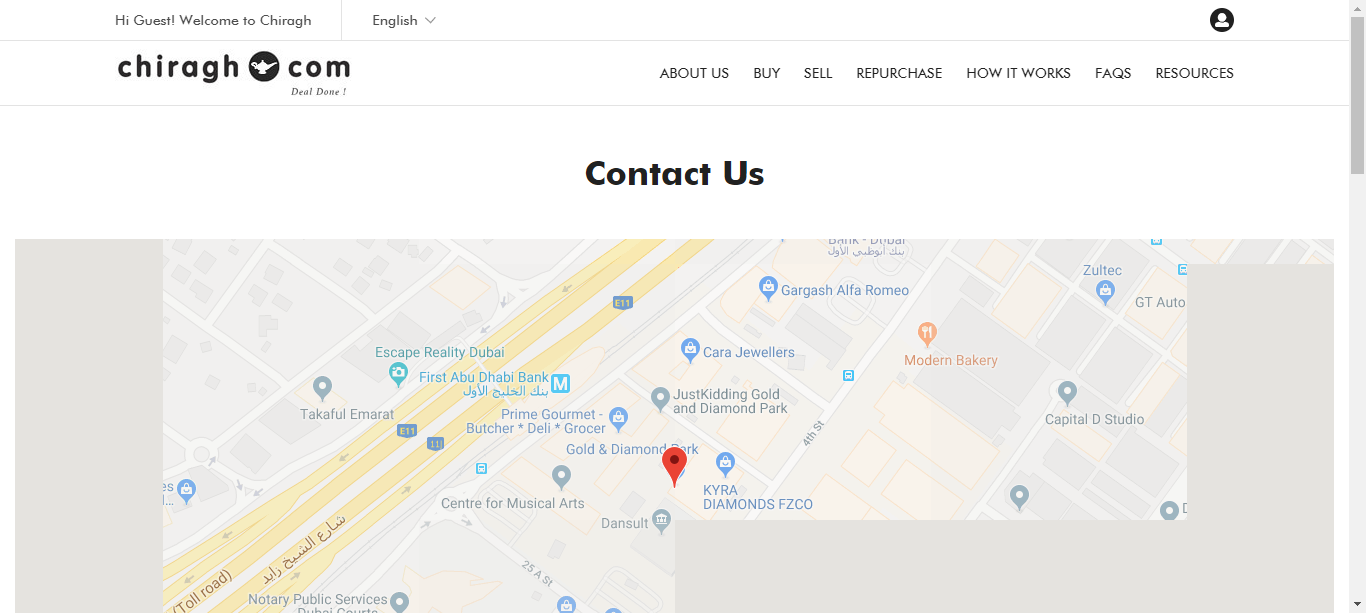 Hi Guest! Welcome to Chiragh
English
chiragh com
Deal Done !
ABOUT US
BUY
SELL
REPURCHASE
HOW IT WORKS
FAQS
RESOURCES
Contact Us
بنك أبوظبي الأول
Zultec
Gargash Alfa Romeo
E11
GT Auto
Escape Reality Dubai
Cara Jewellers
Modern Bakery
First Abu Dhabi Bank
بنك الخليج الأول
M
JustKidding Gold
and Diamond Park
Takaful Emarat
Prime Gourmet -
Butcher * Deli * Grocer
Capital D Studio
E11
4th St
Gold & Diamond Park
KYRA
DIAMONDS FZCO
Centre for Musical Arts
Dansult
شارع الشيخ زايد
(Toll road)
25 A St
Notary Public Services
Dubai Courts